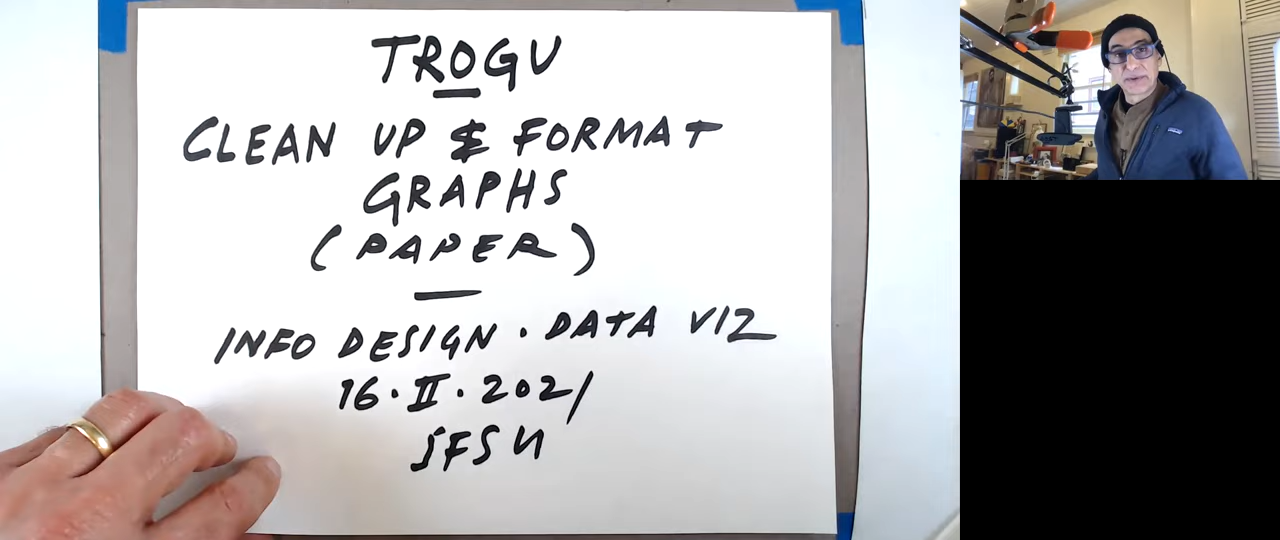 TROGU
CLEAN UP & FORMAT
GRAPHS
(PAPER)
INFO DESIGN · DATA VIZ
16·II·2021
SFSU